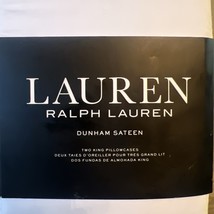 LAUREN
RALPH LAUREN
DUNHAM SATEEN
TWO KING PILLOWCASES
DEUX TAIES D'OREILLER POUR TRES GRAND LIT
DOS FUNDAS DE ALMOHADA KING